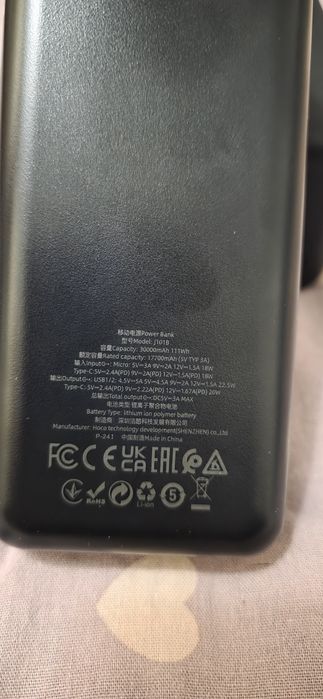 移动电源Power Bank
型号Model: J101B
容量Capacity: 30000mAh 111Wh
额定容量Rated capacity: 17700mAh (5V TYP 3A)
输入Input: Micro: 5V⎓3A 9V⎓2A 12V⎓1.5A 18W
Type-C:5V⎓2.4A(PD) 9V⎓2A(PD) 12V⎓1.5A(PD) 18W
输出Output: USB1/2: 4.5V⎓5A 5V⎓4.5A 9V⎓2A 12V⎓1.5A 22.5W
Type-C:5V⎓2.4A(PD) 9V⎓2.22A(PD) 12V⎓1.67A(PD) 20W
总输出Total output: DC5V⎓3A MAX
电池类型:锂离子聚合物电池
Battery Type: lithium ion polymer battery
制造商: 深圳浩酷科技发展有限公司
Manufacturer: Hoco technology development(SHENZHEN) co.,Ltd
P-241 中国制造Made in China
FC CE UKCA EAC
RoHS Li-ion 5